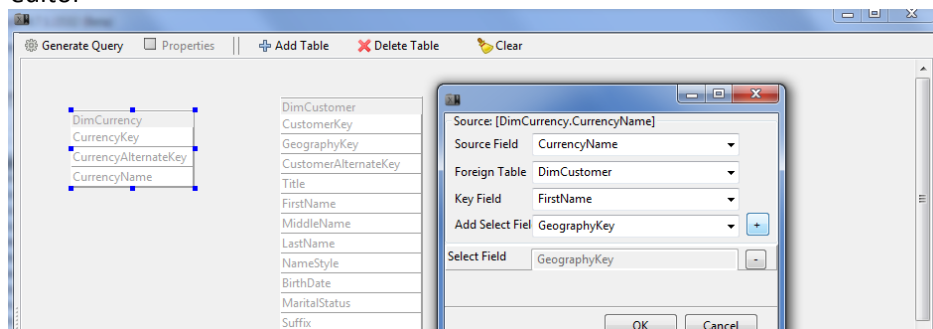 editor
Generate Query Properties Add Table Delete Table Clear
DimCurrency
CurrencyKey
CurrencyAlternateKey
CurrencyName
DimCustomer
CustomerKey
GeographyKey
CustomerAlternateKey
Title
FirstName
MiddleName
LastName
NameStyle
BirthDate
MaritalStatus
Suffix
Source: [DimCurrency.CurrencyName]
Source Field CurrencyName
Foreign Table DimCustomer
Key Field FirstName
Add Select Fiel GeographyKey +
Select Field GeographyKey -
OK Cancel